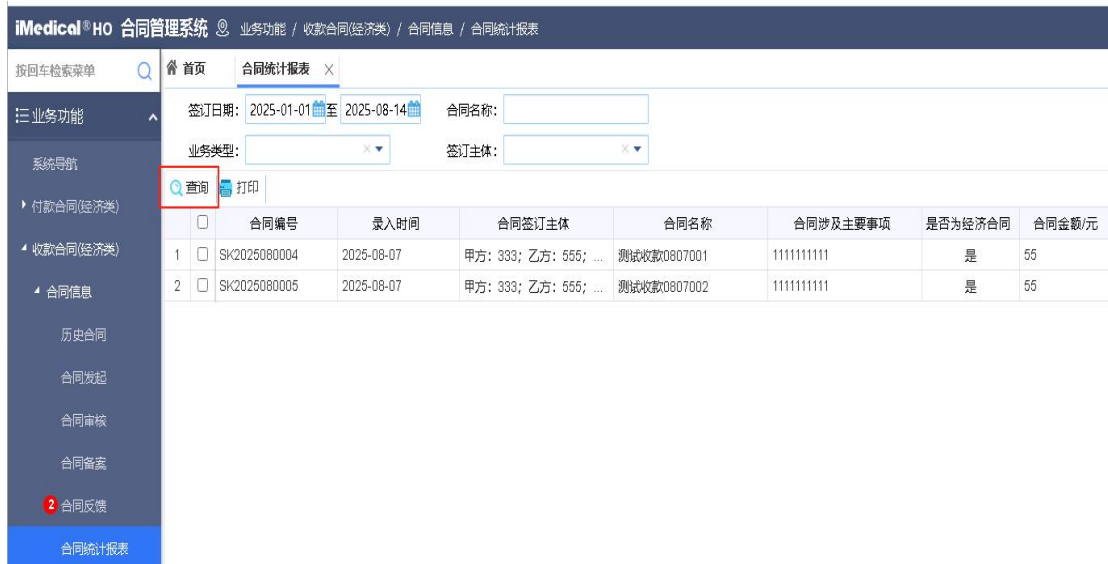 iMedical®HO 合同管理系统 业务功能 / 收款合同(经济类) / 合同信息 / 合同统计报表
按回车检索菜单
首页 合同统计报表
业务功能
签订日期: 2025-01-01 至 2025-08-14 合同名称:
业务类型: 签订主体:
系统导航
查询 打印
付款合同(经济类)
合同编号 录入时间 合同签订主体 合同名称 合同涉及主要事项 是否为经济合同 合同金额/元
收款合同(经济类)
1 SK2025080004 2025-08-07 甲方: 333; 乙方: 555; ... 测试收款0807001 1111111111 是 55
2 SK2025080005 2025-08-07 甲方: 333; 乙方: 555; ... 测试收款0807002 1111111111 是 55
合同信息
历史合同
合同发起
合同审核
合同备案
2 合同反馈
合同统计报表